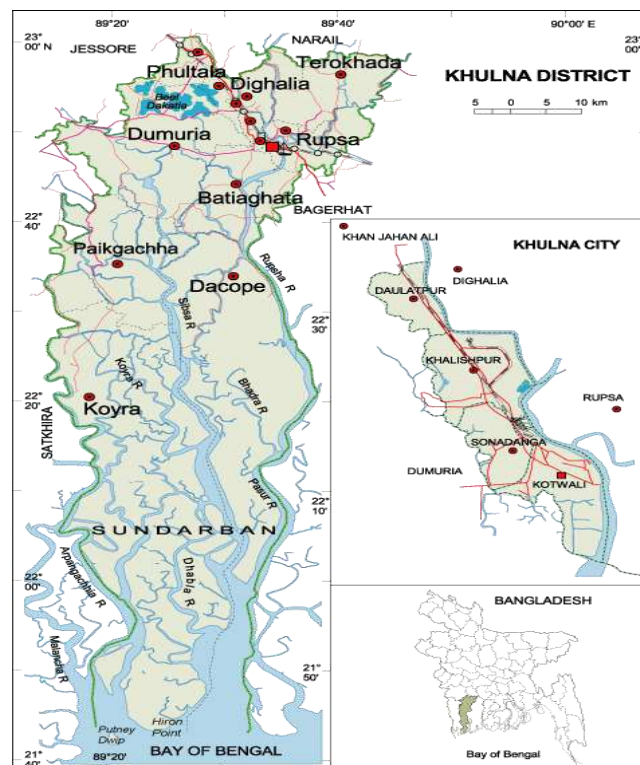 89°20'
89°40'
90°00' E
23°
00' N
23°
00'
JESSORE
NARAIL
Terokhada
Phultala
Dighalia
Beel
Dakatia
Dumuria
Rupsa
KHULNA DISTRICT
5 0 5 10 km
Batiaghata
BAGERHAT
22°
40'
Paikgachha
Rupsha R
Dacope
Sibsa R
22°
30'
Koyra R
Bhadra R
22°
20'
Koyra
SATKHIRA
Pasur R
22°
10'
SUNDARBAN
Arpangachhia R
Dhabla R
22°
00'
Malancha R
21°
50'
Putney
Dwip
Hiron
Point
21°
40'
89°20'
BAY OF BENGAL
KHAN JAHAN ALI
KHULNA CITY
DIGHALIA
DAULATPUR
KHALISHPUR
RUPSA
SONADANGA
DUMURIA
KOTWALI
BANGLADESH
Bay of Bengal